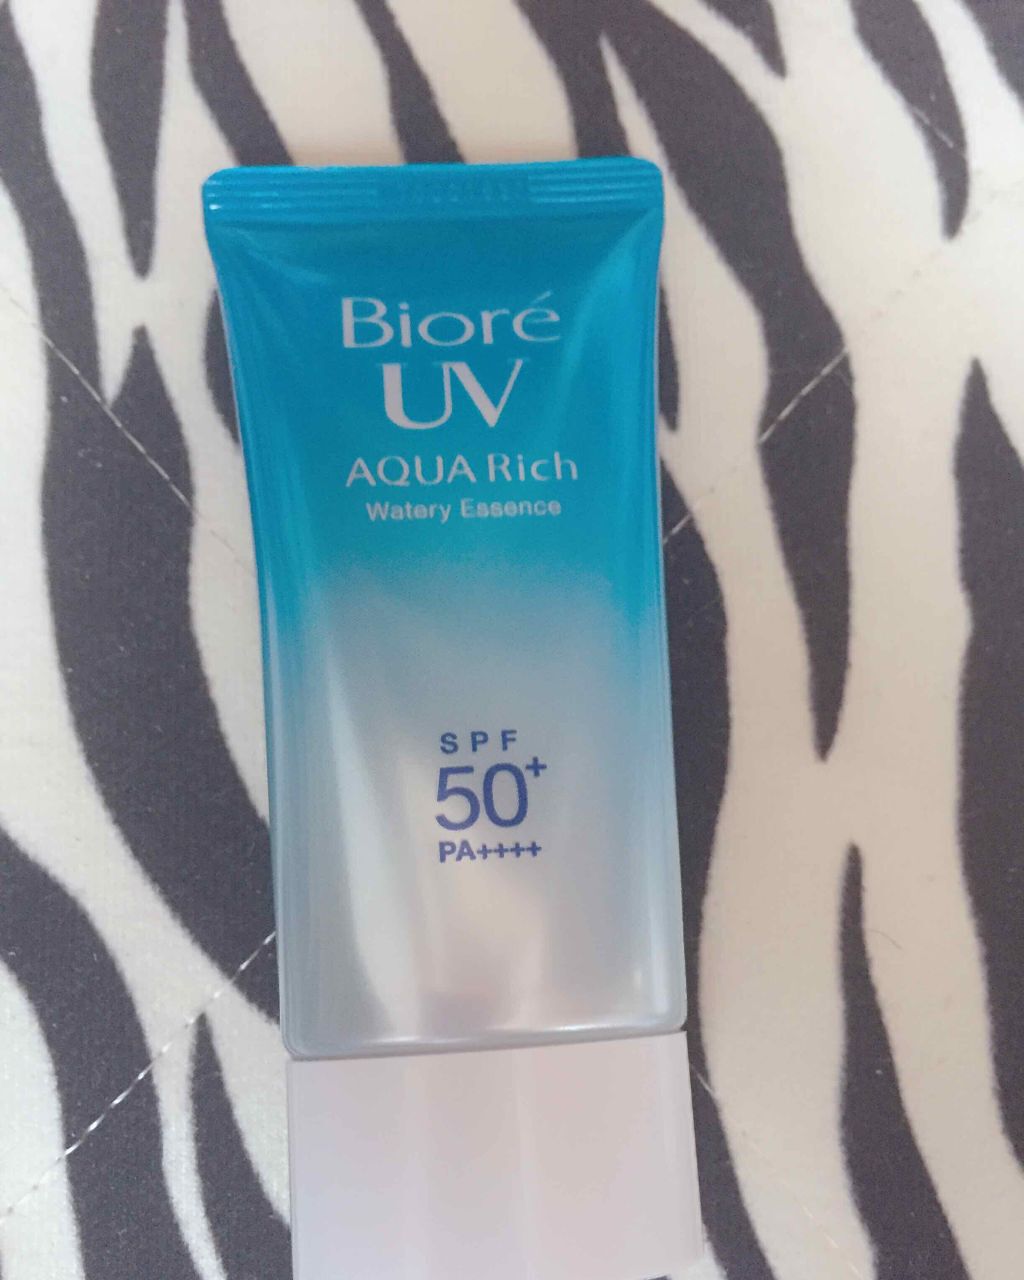 Bioré
UV
AQUA Rich
Watery Essence
SPF
50+
PA++++